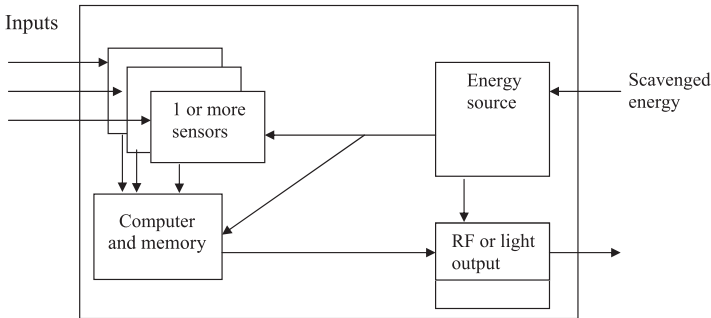 Inputs
1 or more
sensors
Energy
source
Scavenged
energy
Computer
and memory
RF or light
output